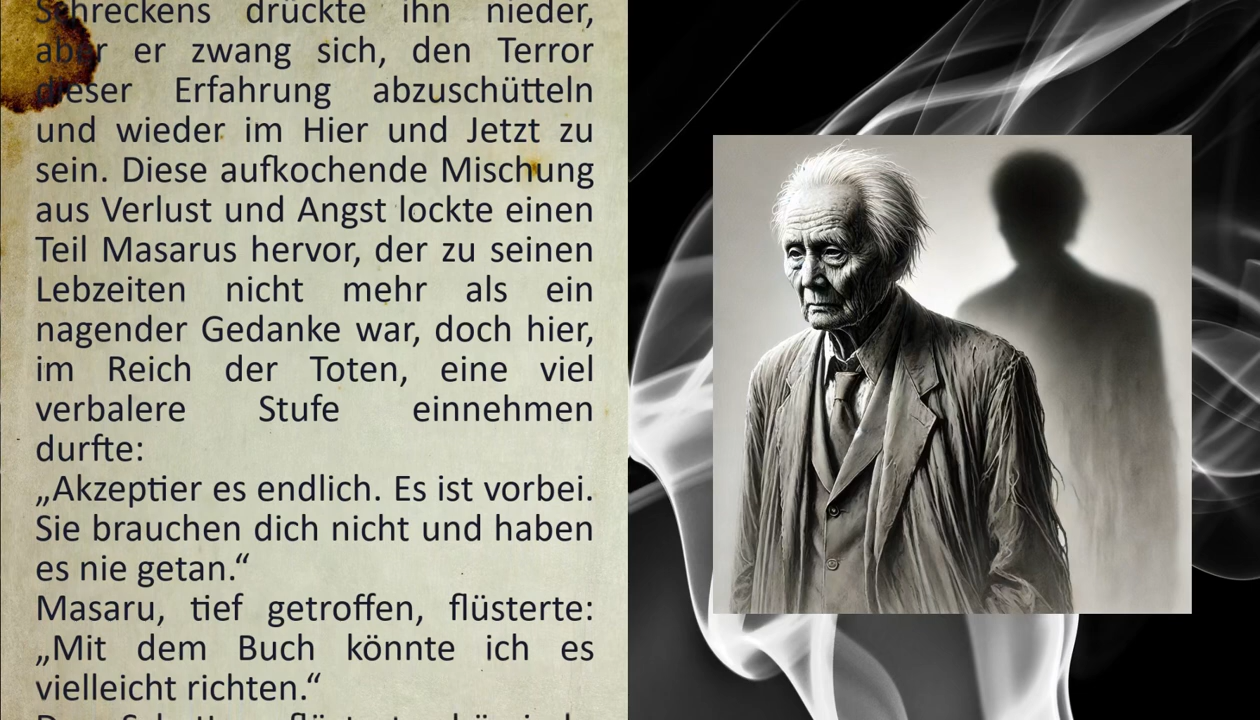 Schreckens drückte ihn nieder,
aber er zwang sich, den Terror
dieser Erfahrung abzuschütteln
und wieder im Hier und Jetzt zu
sein. Diese aufkochende Mischung
aus Verlust und Angst lockte einen
Teil Masarus hervor, der zu seinen
Lebzeiten nicht mehr als ein
nagender Gedanke war, doch hier,
im Reich der Toten, eine viel
verbalere Stufe einnehmen
durfte:
„Akzeptier es endlich. Es ist vorbei.
Sie brauchen dich nicht und haben
es nie getan.“
Masaru, tief getroffen, flüsterte:
„Mit dem Buch könnte ich es
vielleicht richten.“